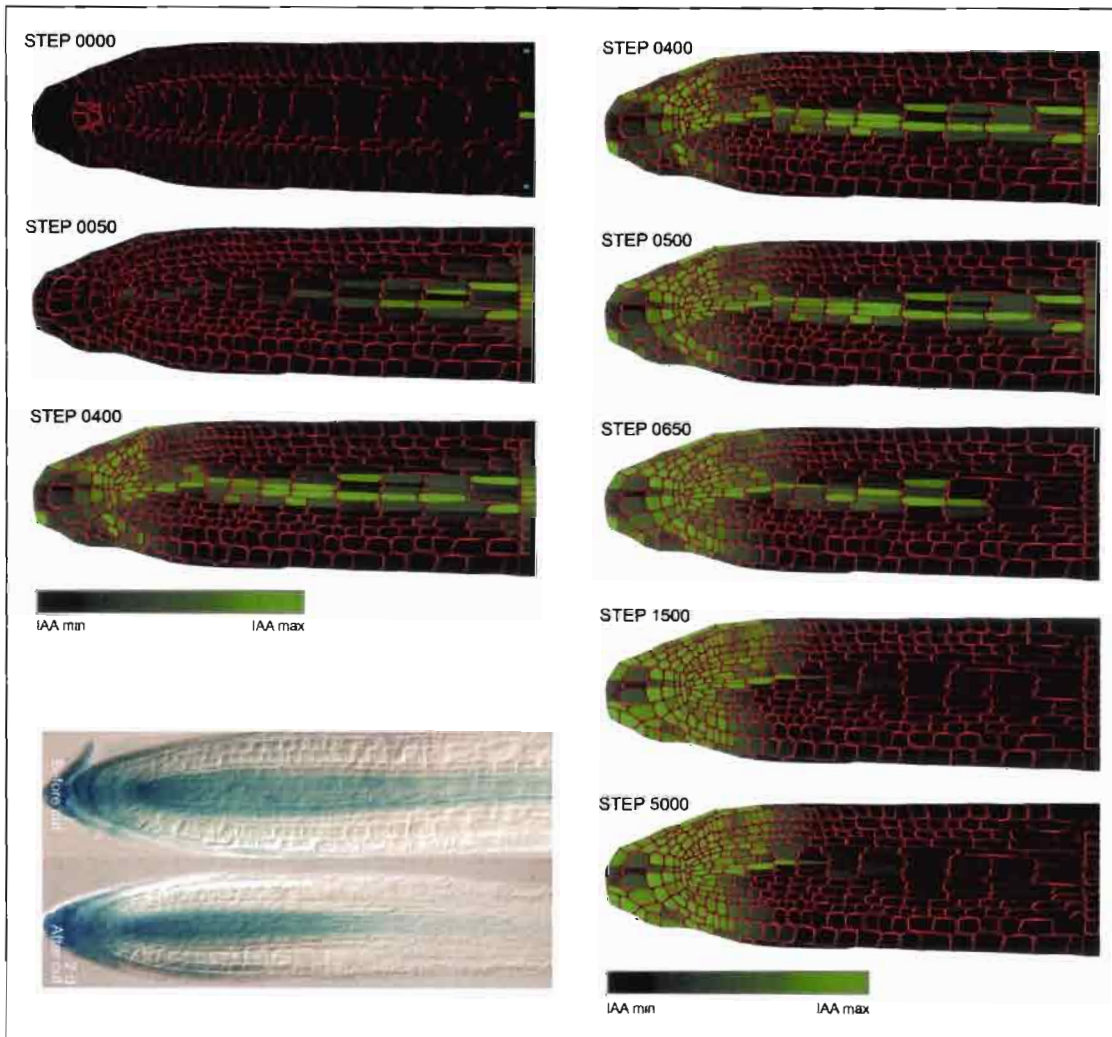 STEP 0000
STEP 0050
STEP 0400
IAA min
IAA max
STEP 0400
STEP 0500
STEP 0650
STEP 1500
STEP 5000
IAA min
IAA max